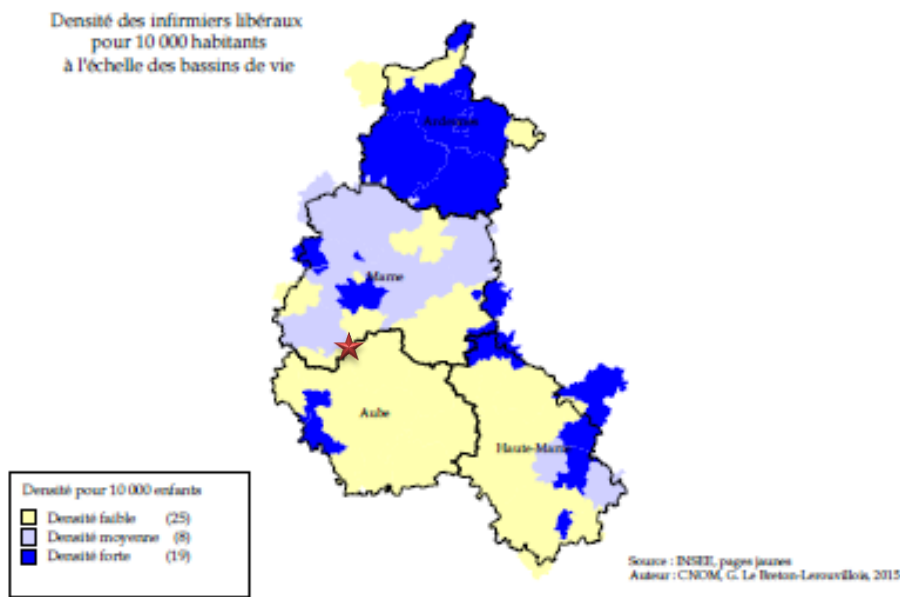 Densité des infirmiers libéraux
pour 10 000 habitants
à l'échelle des bassins de vie
Ardennes
Marne
Aube
Haute-Marne
Densité pour 10 000 enfants
Densité faible (25)
Densité moyenne (8)
Densité forte (19)
Source : INSEE, pages jaunes
Auteur : CNOM, G. Le Breton-Lerouvillois, 2015